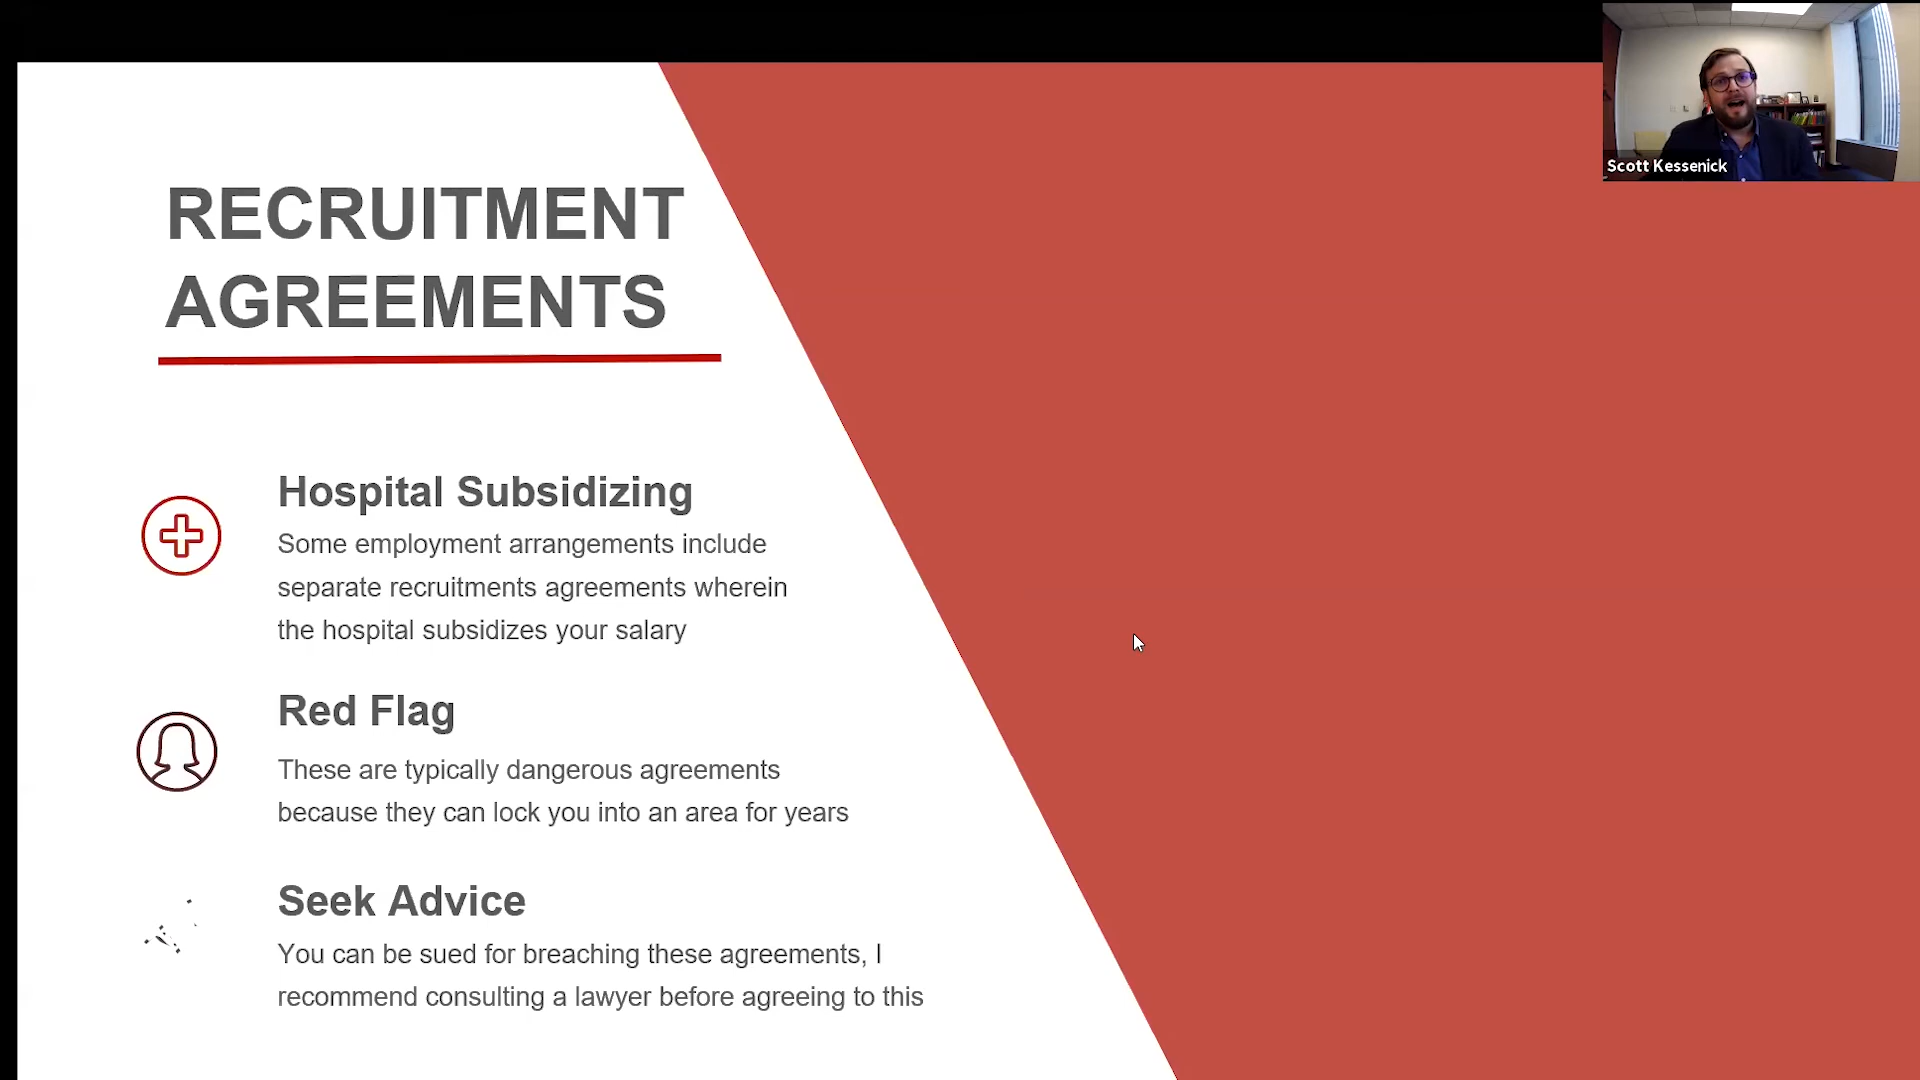 RECRUITMENT
AGREEMENTS
Hospital Subsidizing
Some employment arrangements include
separate recruitments agreements wherein
the hospital subsidizes your salary
Red Flag
These are typically dangerous agreements
because they can lock you into an area for years
Seek Advice
You can be sued for breaching these agreements, I
recommend consulting a lawyer before agreeing to this
Scott Kessenick